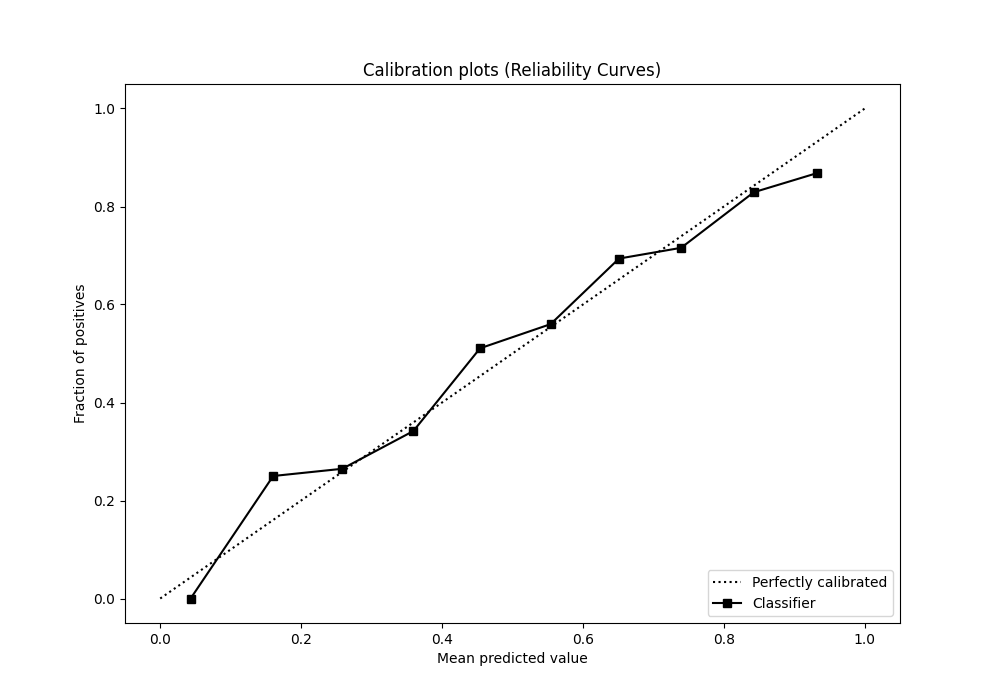 Calibration plots (Reliability Curves)
1.0
0.8
0.6
0.4
0.2
0.0
Fraction of positives
0.0 0.2 0.4 0.6 0.8 1.0
Mean predicted value
Perfectly calibrated
Classifier